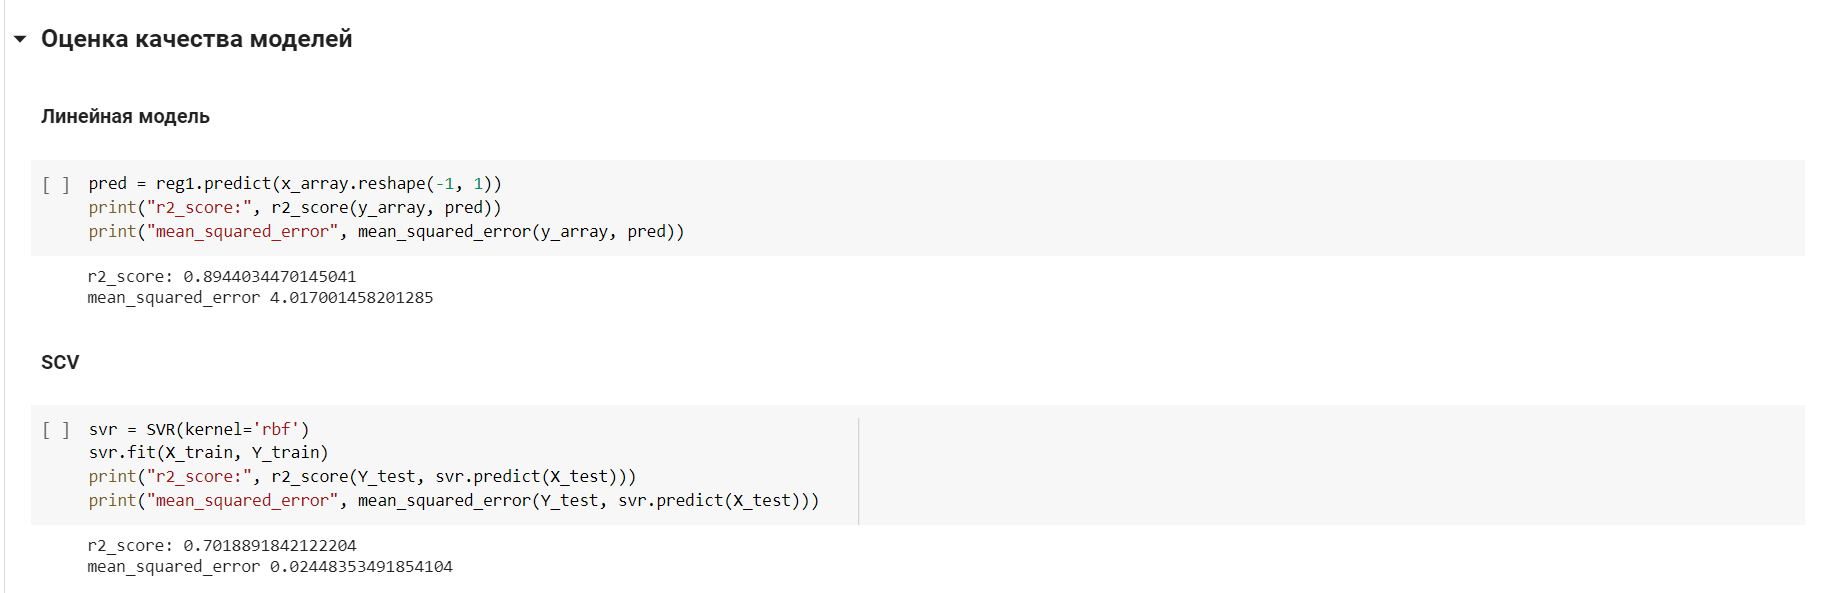 Оценка качества моделей
Линейная модель
[ ] pred = reg1.predict(x_array.reshape(-1, 1))
print("r2_score:", r2_score(y_array, pred))
print("mean_squared_error", mean_squared_error(y_array, pred))
r2_score: 0.8944034470145041
mean_squared_error 4.017001458201285
SCV
[ ] svr = SVR(kernel='rbf')
svr.fit(X_train, Y_train)
print("r2_score:", r2_score(Y_test, svr.predict(X_test)))
print("mean_squared_error", mean_squared_error(Y_test, svr.predict(X_test)))
r2_score: 0.7018891842122204
mean_squared_error 0.02448353491854104